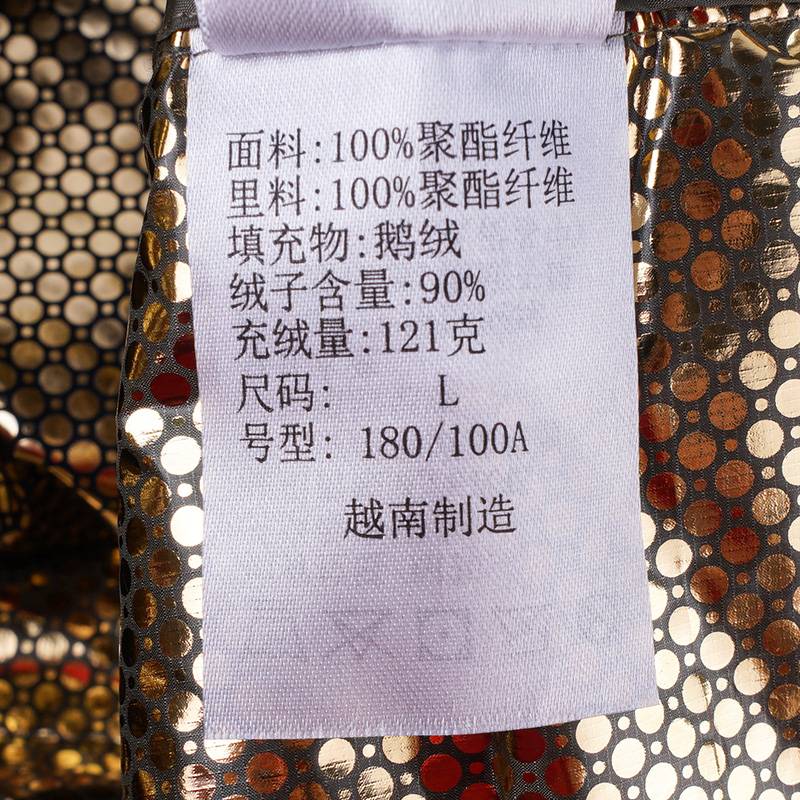 面料:100%聚酯纤维
里料:100%聚酯纤维
填充物:鹅绒
绒子含量:90%
充绒量:121克
尺码: L
号型: 180/100A
越南制造